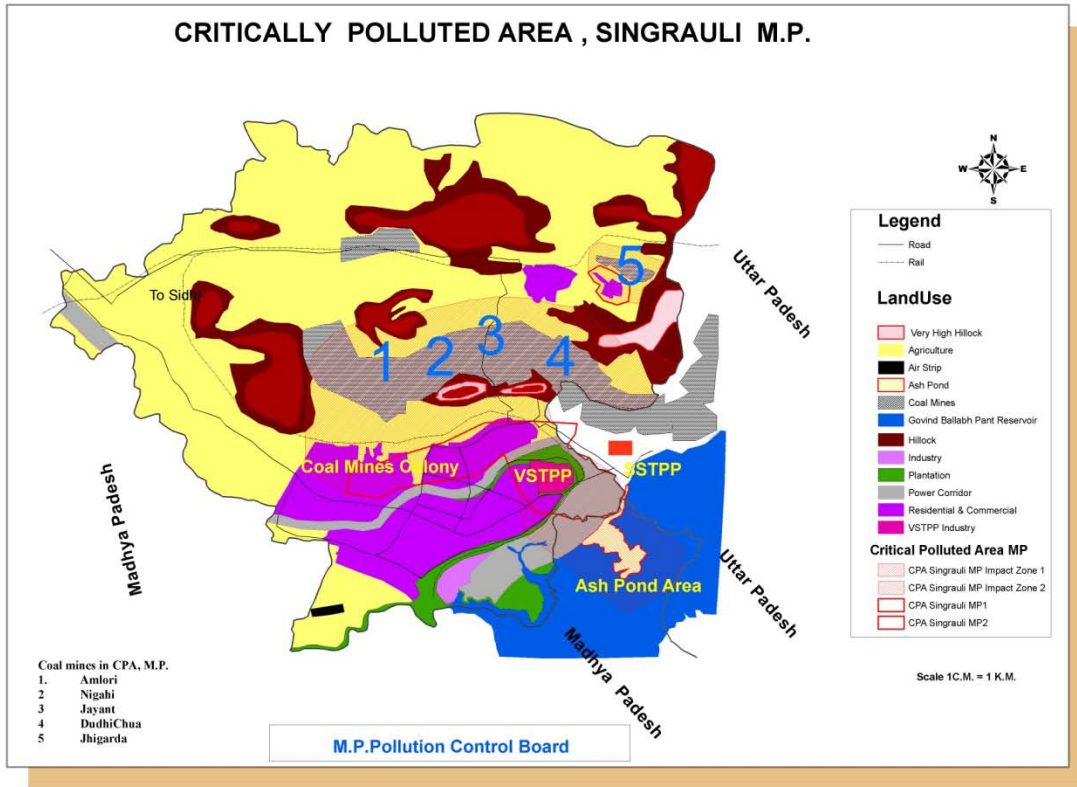 CRITICALLY POLLUTED AREA , SINGRAULI M.P.
N
W
E
S
To Sidhi
1
2
3
4
5
Uttar Padesh
Coal Mines Colony
VSTPP
SSTPP
Ash Pond Area
Madhya Padesh
Uttar Padesh
Madhya Padesh
Legend
Road
Rail
LandUse
Very High Hillock
Agriculture
Air Strip
Ash Pond
Coal Mines
Govind Ballabh Pant Reservoir
Hillock
Industry
Plantation
Power Corridor
Residential & Commercial
VSTPP Industry
Critical Polluted Area MP
CPA Singrauli MP Impact Zone 1
CPA Singrauli MP Impact Zone 2
CPA Singrauli MP1
CPA Singrauli MP2
Scale 1C.M. = 1 K.M.
Coal mines in CPA, M.P.
1. Amlori
2 Nigahi
3 Jayant
4 DudhiChua
5 Jhigarda
M.P.Pollution Control Board